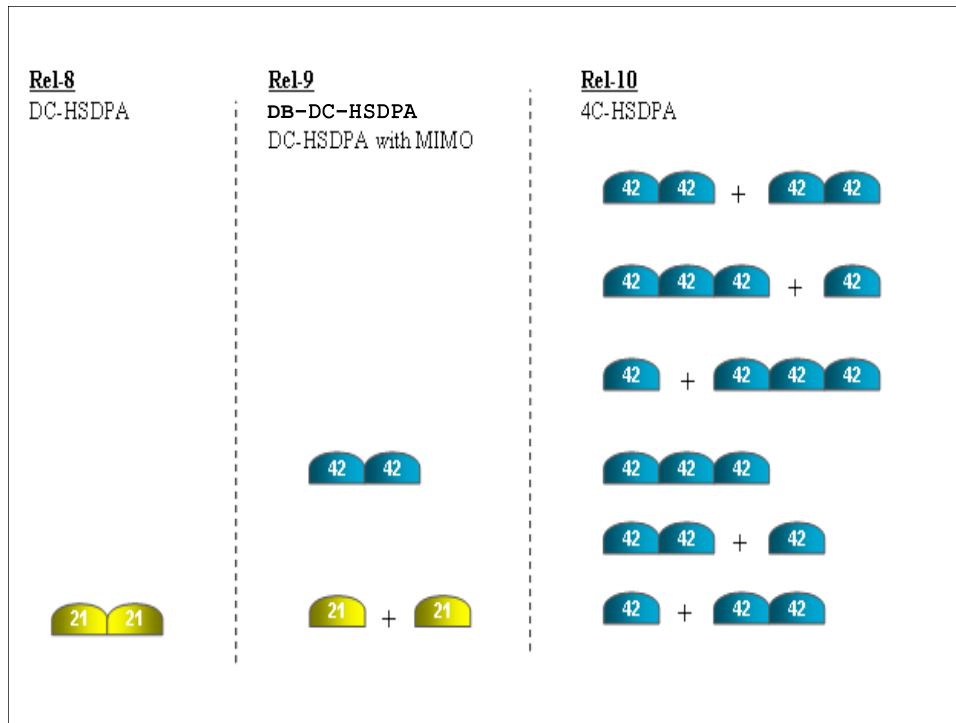 Rel-8
DC-HSDPA
21 21
Rel-9
DB-DC-HSDPA
DC-HSDPA with MIMO
42 42
21 + 21
Rel-10
4C-HSDPA
42 42 + 42 42
42 42 42 + 42
42 + 42 42 42
42 42 42
42 42 + 42
42 + 42 42